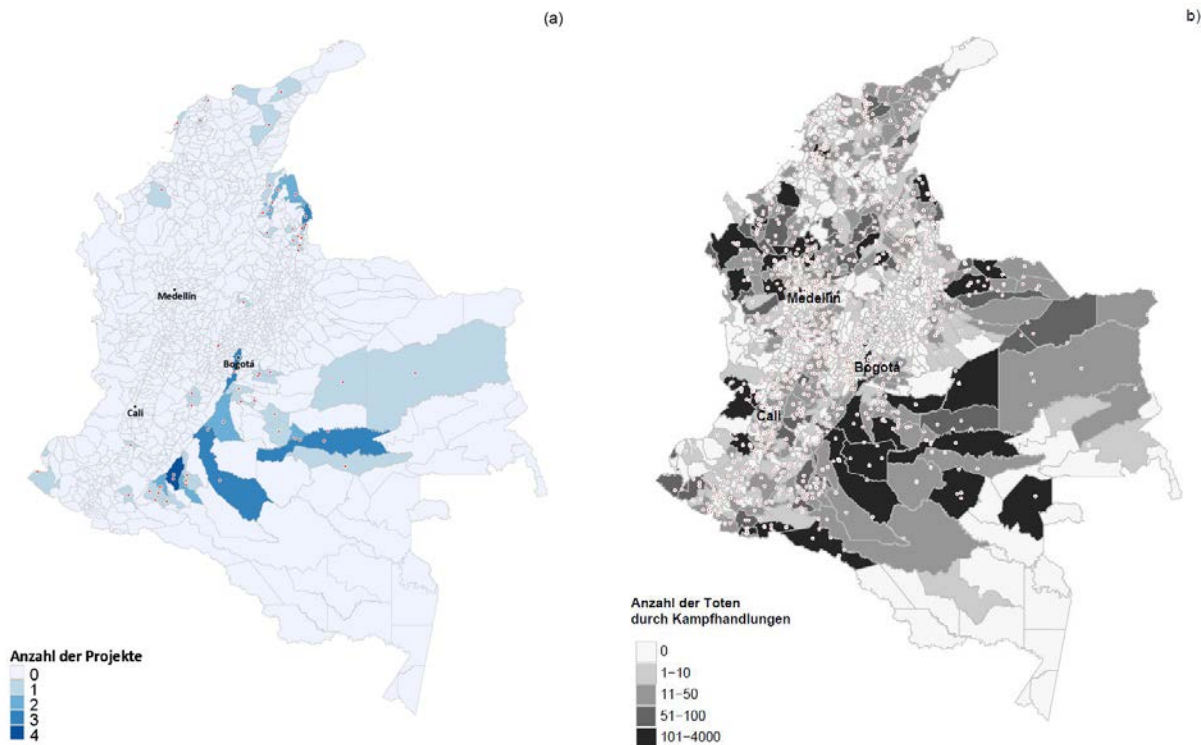 (a)
Medellín
Bogotá
Cali
Anzahl der Projekte
0
1
2
3
4
b)
Medellín
Bogotá
Cali
Anzahl der Toten
durch Kampfhandlungen
0
1–10
11–50
51–100
101–4000